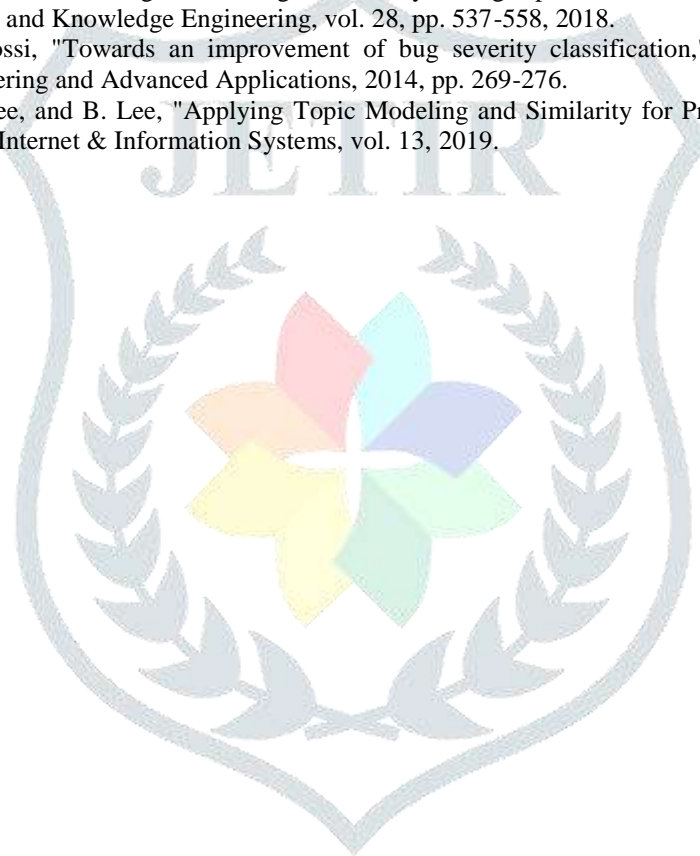 and Knowledge Engineering, vol. 28, pp. 537-558, 2018.
ossi, "Towards an improvement of bug severity classification,"
ering and Advanced Applications, 2014, pp. 269-276.
ee, and B. Lee, "Applying Topic Modeling and Similarity for Pr
Internet & Information Systems, vol. 13, 2019.
JETIR